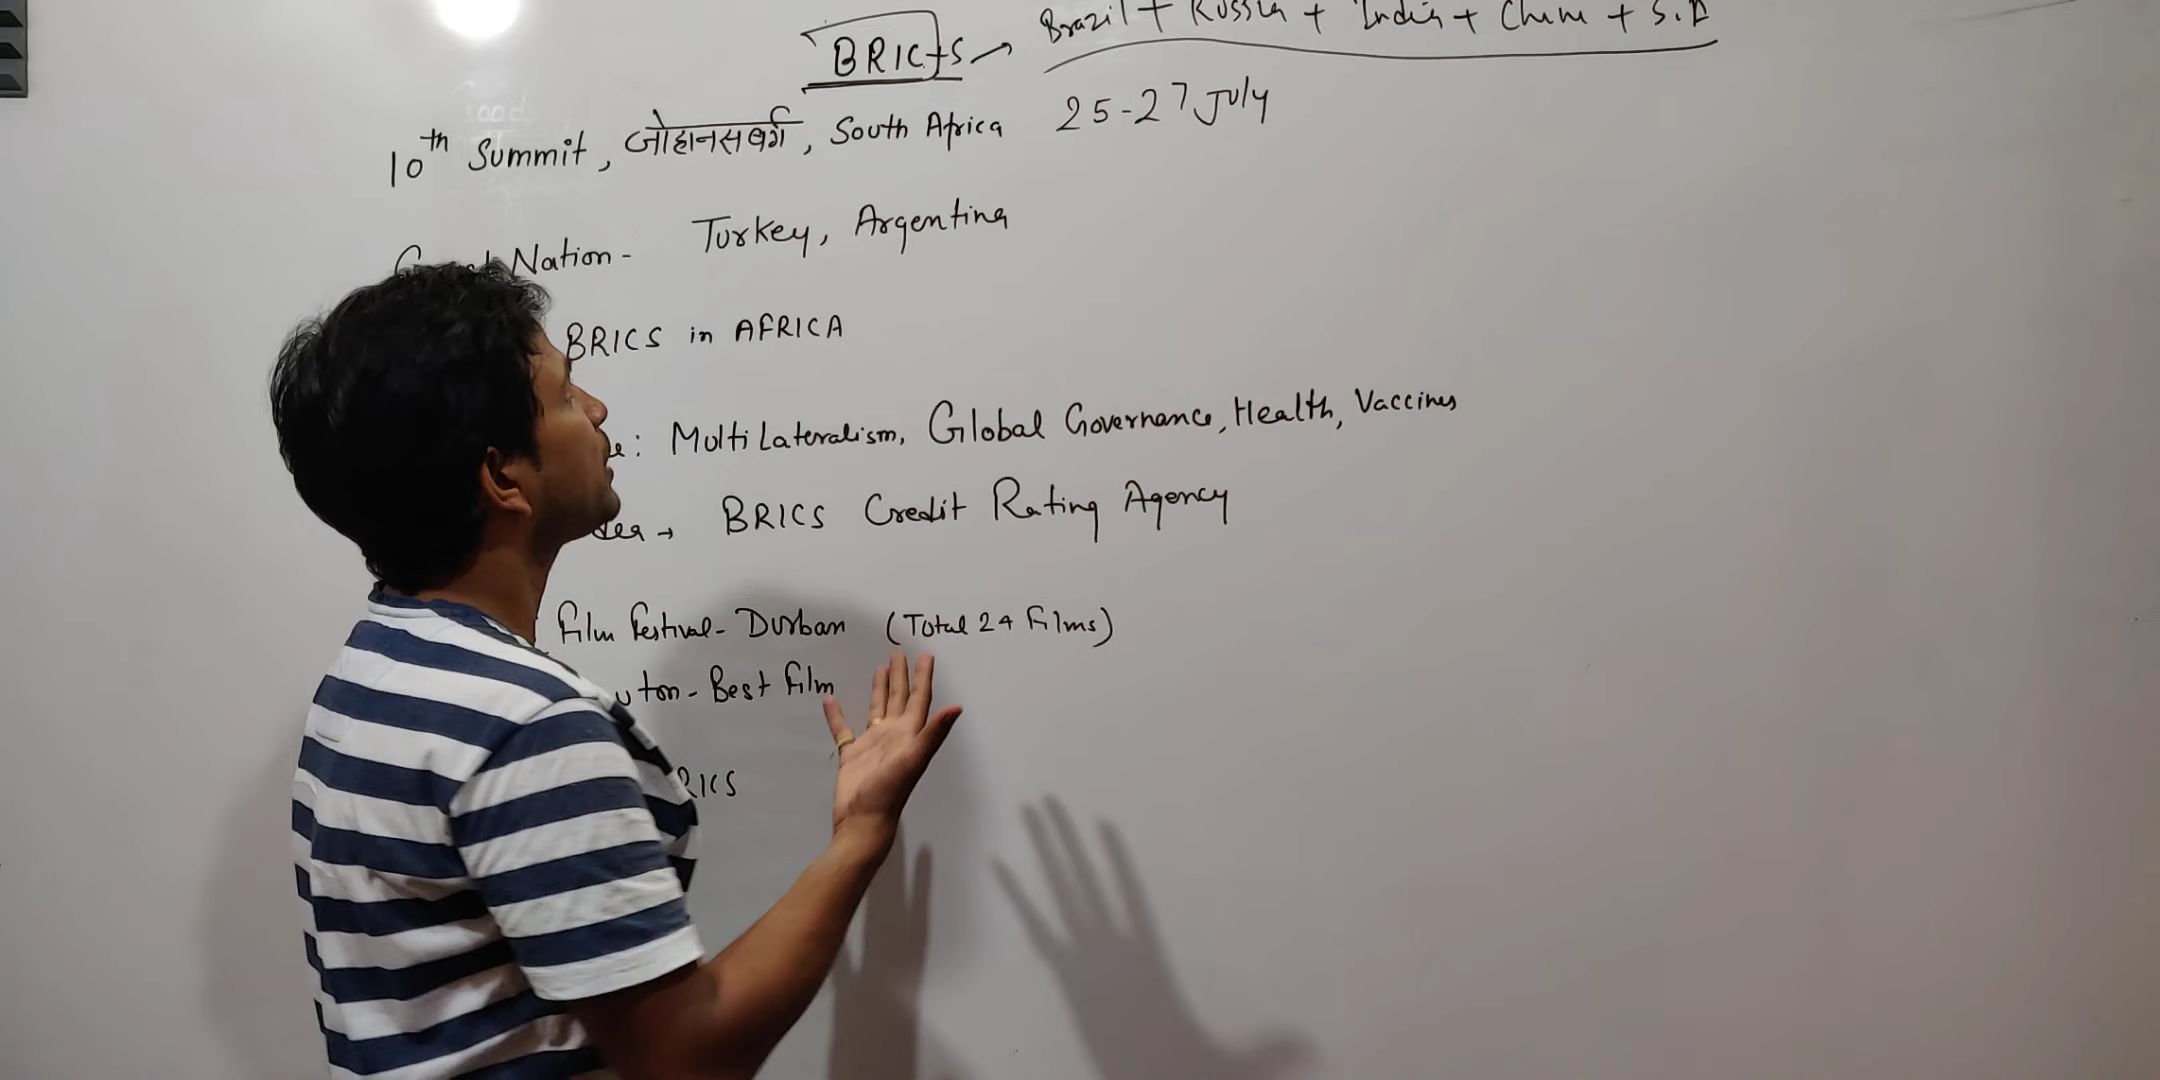 BRICS → Brazil + Russia + India + China + S.A
10th Summit, जोहानसबर्ग, South Africa 25-27 July
Nation - Turkey, Argentina
BRICS in AFRICA
: MultiLateralism, Global Governance, Health, Vaccines
→ BRICS Credit Rating Agency
Film Festival - Durban (Total 24 Films)
uton - Best Film
RICS